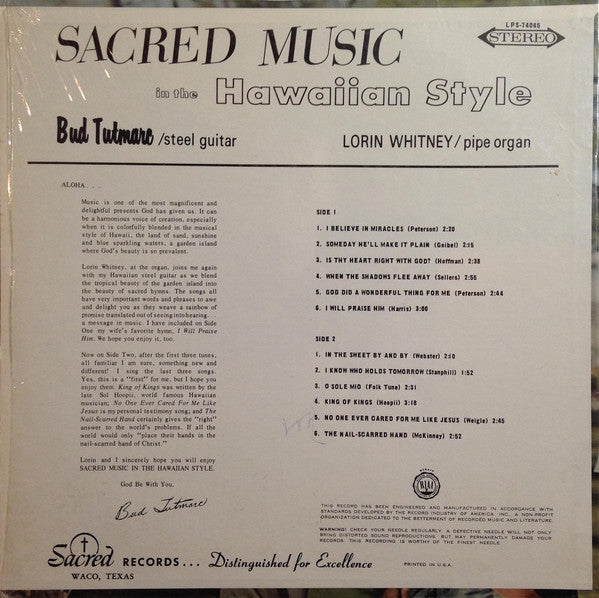 LPS-74065
SACRED MUSIC
STEREO
in the Hawaiian Style
Bud Tutmarc/steel guitar
LORIN WHITNEY/pipe organ
ALOHA...
Music is one of the most magnificent and
delightful presents God has given us. It can
be a harmonious voice of creation, especially
when it is colorfully blended in the musical
style of Hawaii, the land of sand, sunshine
and blue sparkling waters, a garden island
where God's beauty is so prevalent.
Lorin Whitney, at the organ, joins me again
with my Hawaiian steel guitar as we blend
the tropical beauty of the garden island into
the beauty of sacred hymns. The songs all
have very important words and phrases to awe
and delight you as they weave a rainbow of
promise translated out of seeing into hearing...
a message in music. I have included on Side
One my wife's favorite hymn, I Will Praise
Him. We hope you enjoy it, too.
Now on Side Two, after the first three tunes,
all familiar I am sure, something new and
different! I sing the last three songs.
Yes, this is a "first" for me, but I hope you
enjoy them. King of Kings was written by the
late Sol Hoopii, world famous Hawaiian
musician; No One Ever Cared For Me Like
Jesus is my personal testimony song; and The
Nail-Scarred Hand certainly gives the "right"
answer to the world's problems. If all the
world would only "place their hands in the
nail-scarred hand of Christ."
Lorin and I sincerely hope you will enjoy
SACRED MUSIC IN THE HAWAIIAN STYLE.
God Be With You,
Bud Tutmarc
SIDE 1
1. I BELIEVE IN MIRACLES (Peterson) 2:20
2. SOMEDAY HE'LL MAKE IT PLAIN (Geibel) 2:15
3. IS THY HEART RIGHT WITH GOD? (Hoffman) 2:38
4. WHEN THE SHADOWS FLEE AWAY (Sellers) 2:55
5. GOD DID A WONDERFUL THING FOR ME (Peterson) 2:44
6. I WILL PRAISE HIM (Harris) 3:00
SIDE 2
1. IN THE SWEET BY AND BY (Webster) 2:10
2. I KNOW WHO HOLDS TOMORROW (Stanphill) 1:52
3. O SOLE MIO (Folk Tune) 2:31
4. KING OF KINGS (Hoopii) 3:18
5. NO ONE EVER CARED FOR ME LIKE JESUS (Weigle) 2:45
6. THE NAIL-SCARRED HAND (McKinney) 2:52
THIS RECORD HAS BEEN ENGINEERED AND MANUFACTURED IN ACCORDANCE WITH
STANDARDS DEVELOPED BY THE RECORD INDUSTRY OF AMERICA INC. A NON-PROFIT
ORGANIZATION DEDICATED TO THE BETTERMENT OF RECORDED MUSIC AND LITERATURE.
WARNING! CHECK YOUR NEEDLE REGULARLY. A DEFECTIVE NEEDLE WILL NOT ONLY
BRING DISTORTED SOUND REPRODUCTIONS BUT MAY PERMANENTLY DAMAGE YOUR
RECORDS. THIS RECORDING IS WORTHY OF THE FINEST NEEDLE.
Sacred RECORDS... Distinguished for Excellence
PRINTED IN U.S.A.
WACO, TEXAS